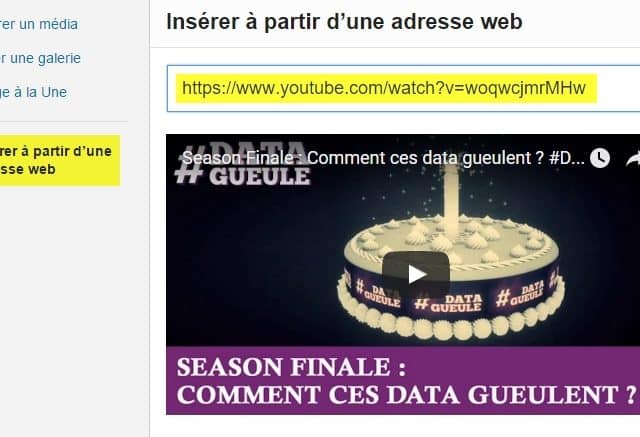 rer un média
r une galerie
ge à la Une
rer à partir d’une
sse web
Insérer à partir d’une adresse web
https://www.youtube.com/watch?v=woqwcjmrMHw
Season Finale : Comment ces data gueulent ? #D...
#DATA
GUEULE
#DATA
GUEULE
#DATA
GUEULE
#DATA
GUEULE
SEASON FINALE :
COMMENT CES DATA GUEULENT ?